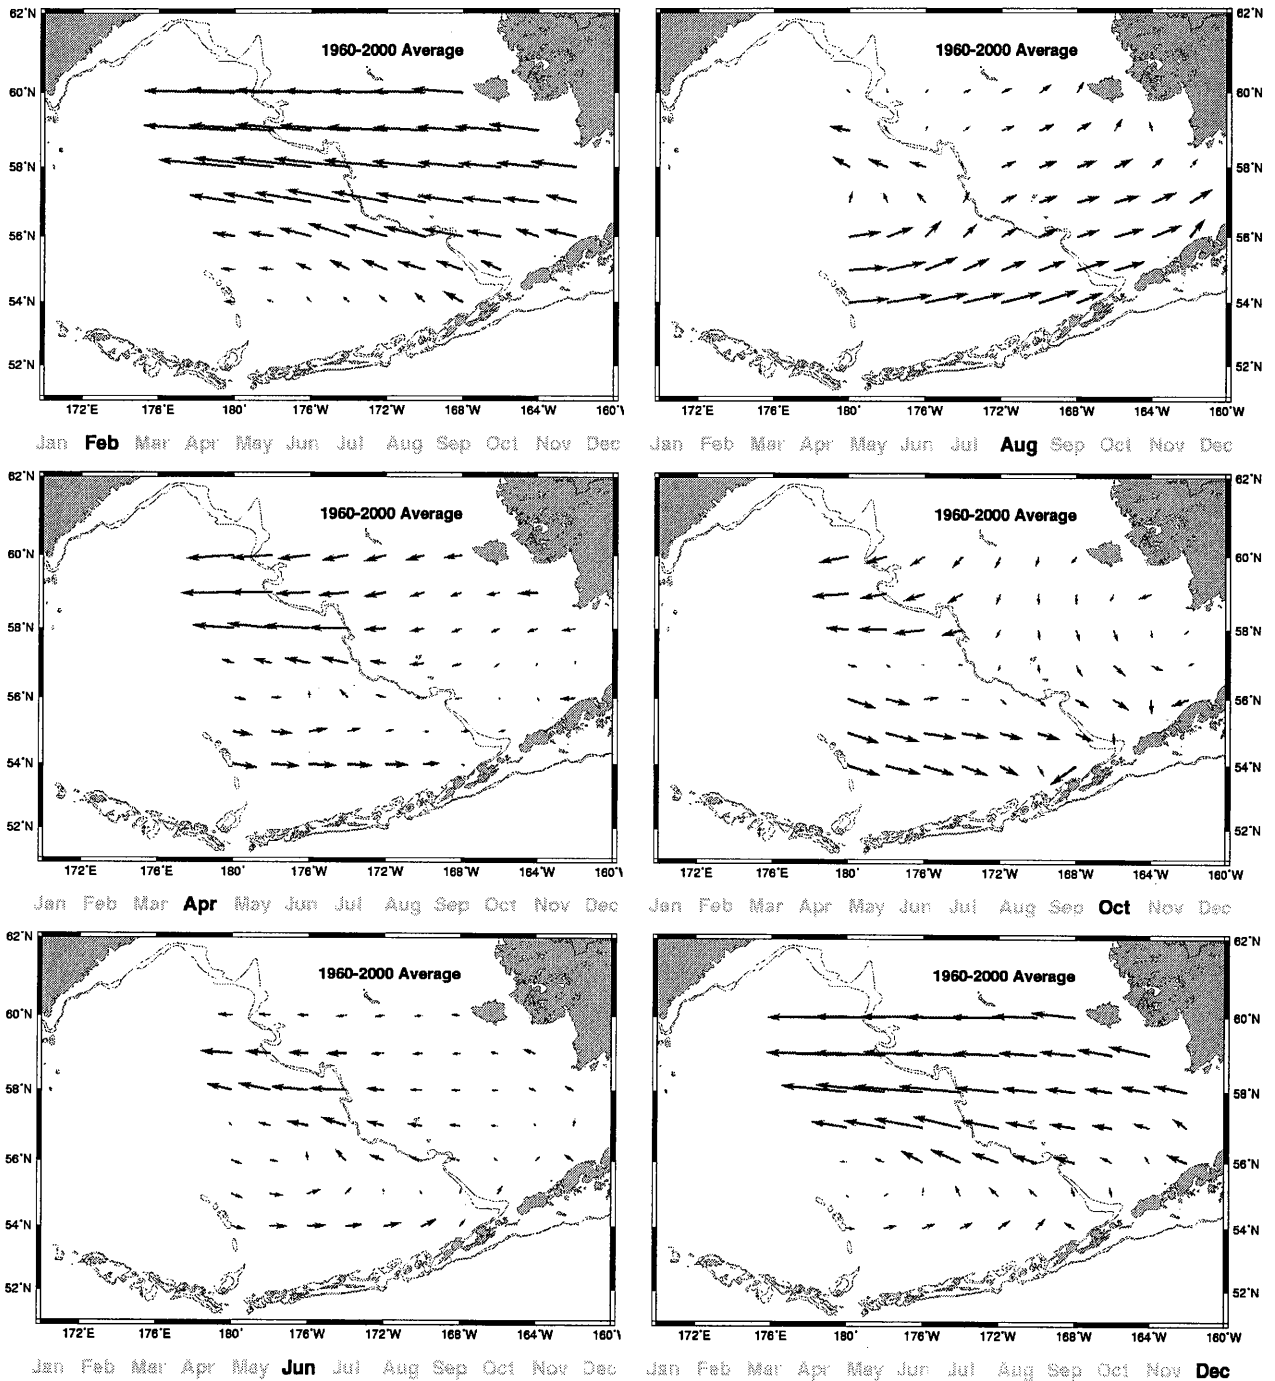 62°N
60°N
58°N
56°N
54°N
52°N
1960-2000 Average
172°E 176°E 180° 176°W 172°W 168°W 164°W 160°W
Jan Feb Mar Apr May Jun Jul Aug Sep Oct Nov Dec
62°N
60°N
58°N
56°N
54°N
52°N
1960-2000 Average
172°E 176°E 180° 176°W 172°W 168°W 164°W 160°W
Jan Feb Mar Apr May Jun Jul Aug Sep Oct Nov Dec
62°N
60°N
58°N
56°N
54°N
52°N
1960-2000 Average
172°E 176°E 180° 176°W 172°W 168°W 164°W 160°W
Jan Feb Mar Apr May Jun Jul Aug Sep Oct Nov Dec
62°N
60°N
58°N
56°N
54°N
52°N
1960-2000 Average
172°E 176°E 180° 176°W 172°W 168°W 164°W 160°W
Jan Feb Mar Apr May Jun Jul Aug Sep Oct Nov Dec
62°N
60°N
58°N
56°N
54°N
52°N
1960-2000 Average
172°E 176°E 180° 176°W 172°W 168°W 164°W 160°W
Jan Feb Mar Apr May Jun Jul Aug Sep Oct Nov Dec
62°N
60°N
58°N
56°N
54°N
52°N
1960-2000 Average
172°E 176°E 180° 176°W 172°W 168°W 164°W 160°W
Jan Feb Mar Apr May Jun Jul Aug Sep Oct Nov Dec